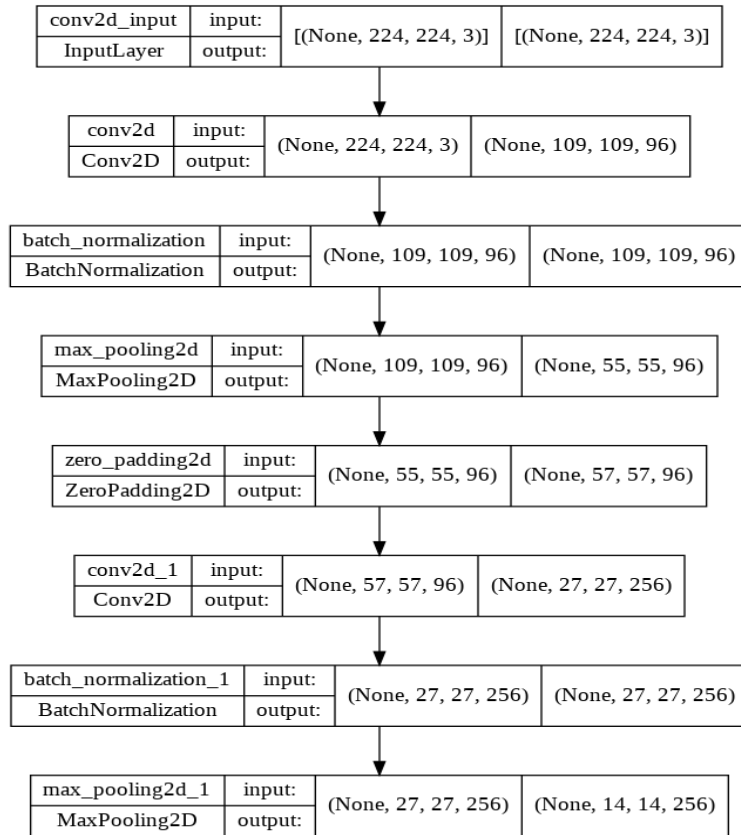 conv2d_input input: [(None, 224, 224, 3)] [(None, 224, 224, 3)]
InputLayer output:
conv2d input: (None, 224, 224, 3) (None, 109, 109, 96)
Conv2D output:
batch_normalization input: (None, 109, 109, 96) (None, 109, 109, 96)
BatchNormalization output:
max_pooling2d input: (None, 109, 109, 96) (None, 55, 55, 96)
MaxPooling2D output:
zero_padding2d input: (None, 55, 55, 96) (None, 57, 57, 96)
ZeroPadding2D output:
conv2d_1 input: (None, 57, 57, 96) (None, 27, 27, 256)
Conv2D output:
batch_normalization_1 input: (None, 27, 27, 256) (None, 27, 27, 256)
BatchNormalization output:
max_pooling2d_1 input: (None, 27, 27, 256) (None, 14, 14, 256)
MaxPooling2D output: